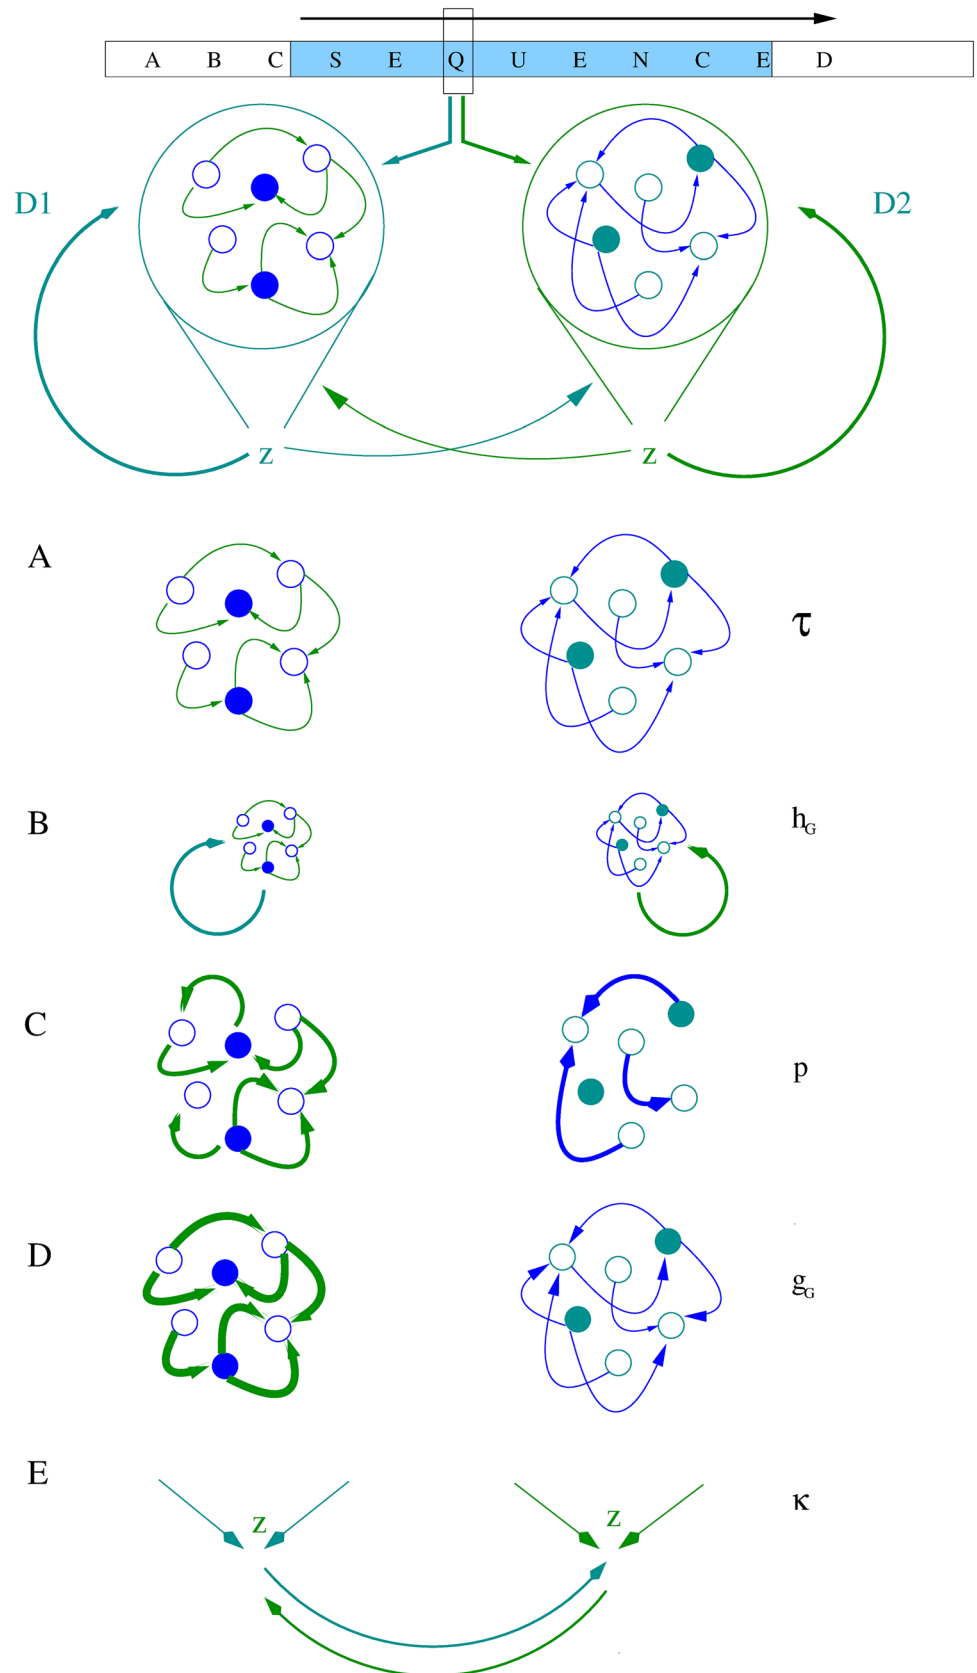 A B C S E Q U E N C E D
D1 D2
z z
A τ
B h_G
C p
D g_G
E κ
z z